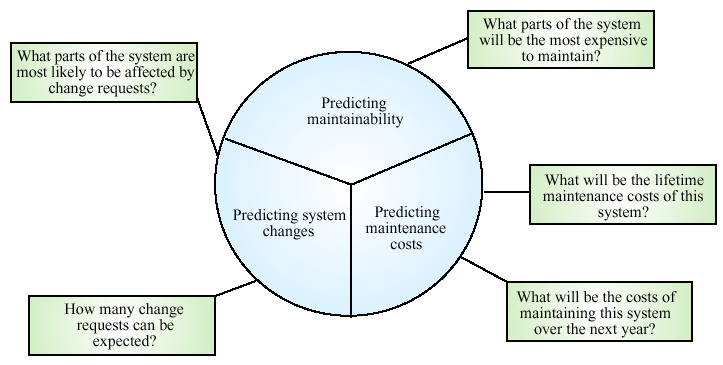 What parts of the system
will be the most expensive
to maintain?
What parts of the system are
most likely to be affected by
change requests?
Predicting
maintainability
What will be the lifetime
maintenance costs of this
system?
Predicting system
changes
Predicting
maintenance
costs
What will be the costs of
maintaining this system
over the next year?
How many change
requests can be
expected?